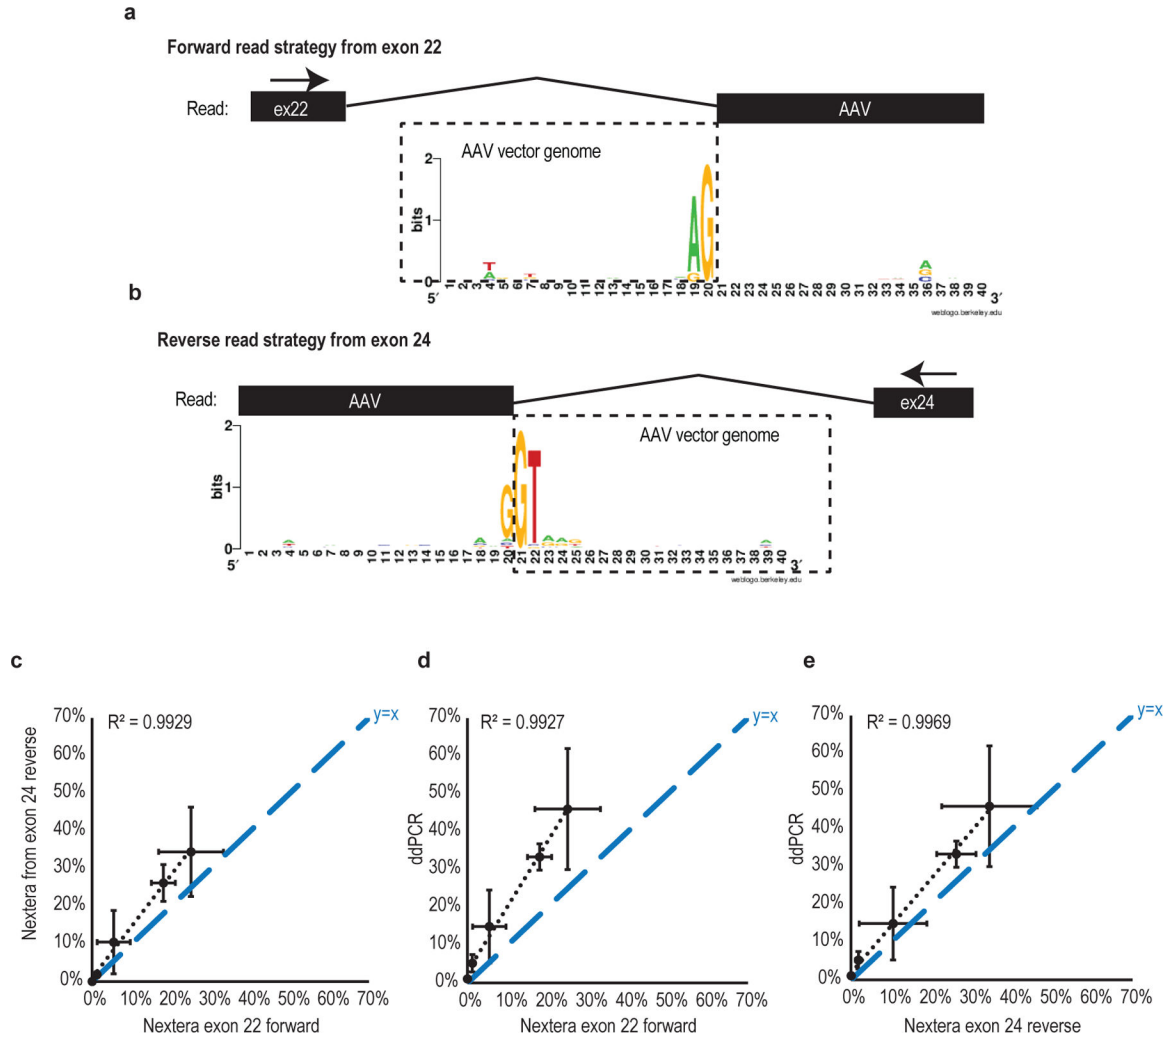 a
Forward read strategy from exon 22
Read:
ex22
AAV
AAV vector genome
2
1
0
bits
T
A
T
A
G
G
A
G
C
5′
1 2 3 4 5 6 7 8 9 10 11 12 13 14 15 16 17 18 19 20 21 22 23 24 25 26 27 28 29 30 31 32 33 34 35 36 37 38 39 40
3′
weblogo.berkeley.edu
b
Reverse read strategy from exon 24
Read:
AAV
ex24
AAV vector genome
2
1
0
bits
G
G
T
5′
1 2 3 4 5 6 7 8 9 10 11 12 13 14 15 16 17 18 19 20 21 22 23 24 25 26 27 28 29 30 31 32 33 34 35 36 37 38 39 40
3′
weblogo.berkeley.edu
c
R² = 0.9929
y=x
Nextera from exon 24 reverse
70%
60%
50%
40%
30%
20%
10%
0%
0% 10% 20% 30% 40% 50% 60% 70%
Nextera exon 22 forward
d
R² = 0.9927
y=x
ddPCR
70%
60%
50%
40%
30%
20%
10%
0%
0% 10% 20% 30% 40% 50% 60% 70%
Nextera exon 22 forward
e
R² = 0.9969
y=x
ddPCR
70%
60%
50%
40%
30%
20%
10%
0%
0% 10% 20% 30% 40% 50% 60% 70%
Nextera exon 24 reverse